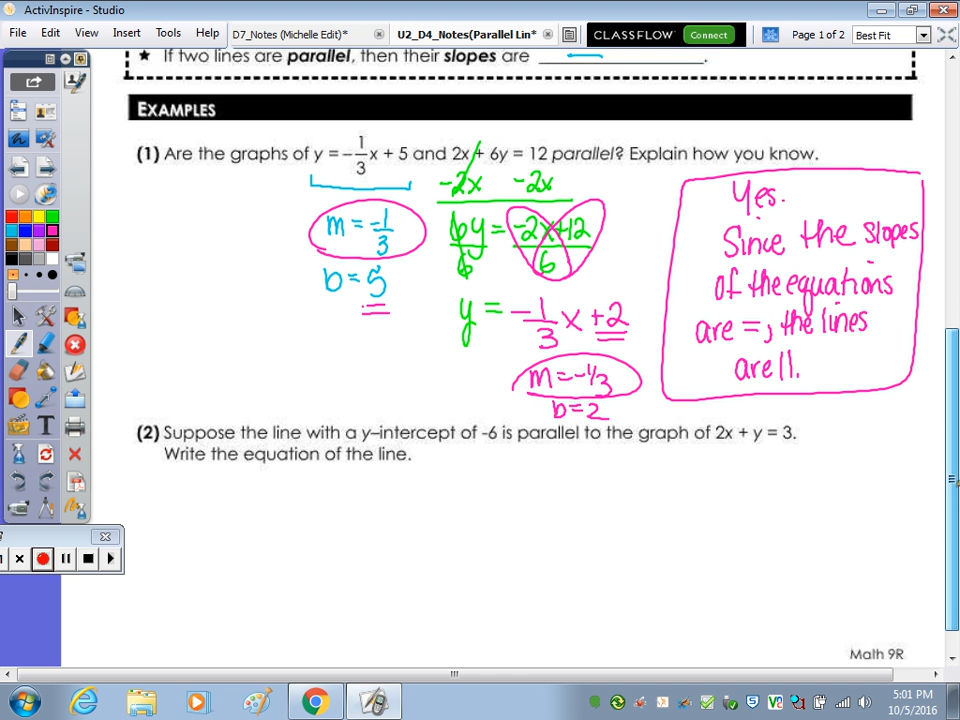 ActivInspire - Studio
File Edit View Insert Tools Help
D7_Notes (Michelle Edit)*
U2_D4_Notes(Parallel Lin*
CLASSFLOW Connect
Page 1 of 2
Best Fit
★ If two lines are parallel, then their slopes are ____________________.
EXAMPLES
(1) Are the graphs of y = -1/3x + 5 and 2x + 6y = 12 parallel? Explain how you know.
-2x -2x
m = -1/3
b = 5
6y = -2x+12
6 6
y = -1/3 x +2
m = -1/3
b = 2
Yes.
Since the slopes
of the equations
are =, the lines
are ||.
(2) Suppose the line with a y–intercept of -6 is parallel to the graph of 2x + y = 3.
Write the equation of the line.
Math 9R
5:01 PM
10/5/2016